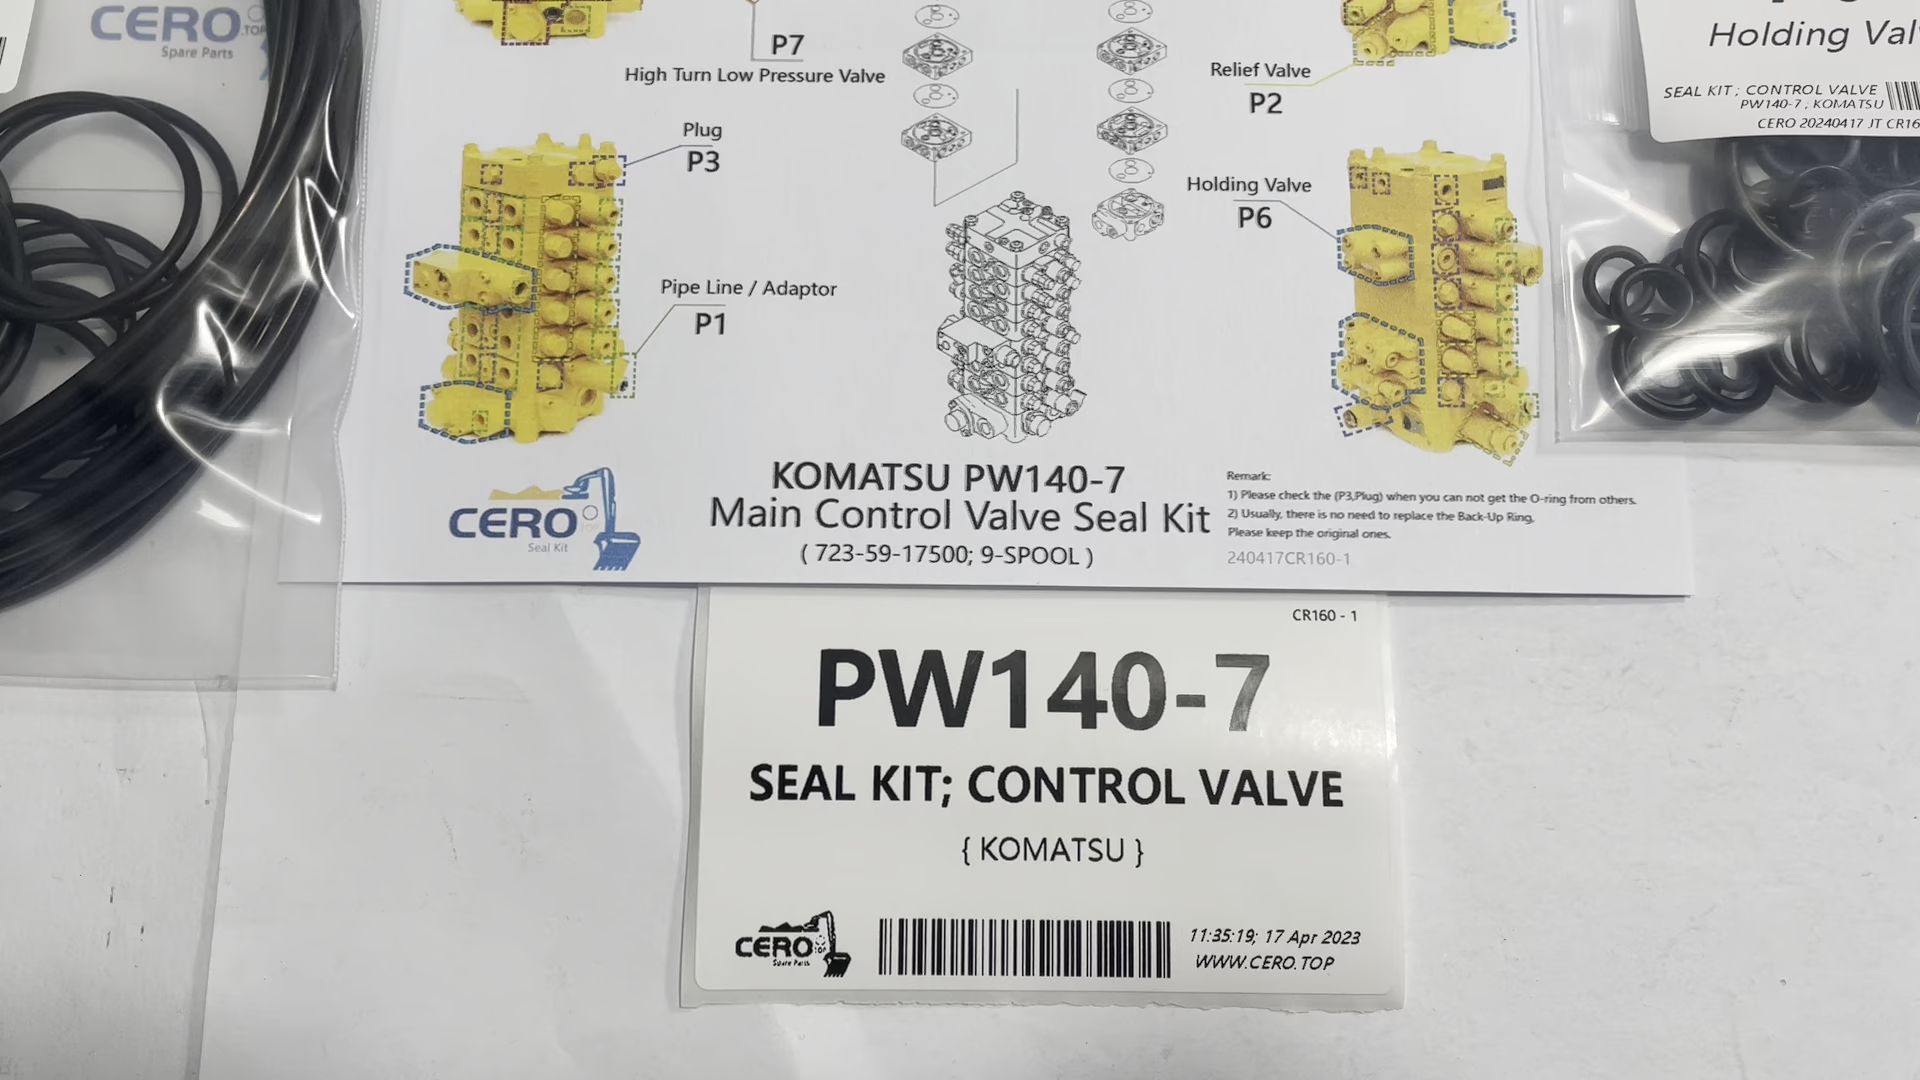 CERO
.TOP
Spare Parts
P7
High Turn Low Pressure Valve
Relief Valve
P2
Holding
SEAL KIT ; CONTROL VALVE
PW140-7 ; KOMATSU
CERO 20240417 JT
Plug
P3
Holding Valve
P6
Pipe Line / Adaptor
P1
CERO
Seal Kit
KOMATSU PW140-7
Main Control Valve Seal Kit
( 723-59-17500; 9-SPOOL )
Remark:
1) Please check the (P3,Plug) when you can not get the O-ring from others.
2) Usually, there is no need to replace the Back-Up Ring,
Please keep the original ones.
240417CR160-1
CR160 - 1
PW140-7
SEAL KIT; CONTROL VALVE
{ KOMATSU }
CERO
TOP
Spare Parts
11:35:19; 17 Apr 2023
WWW.CERO.TOP